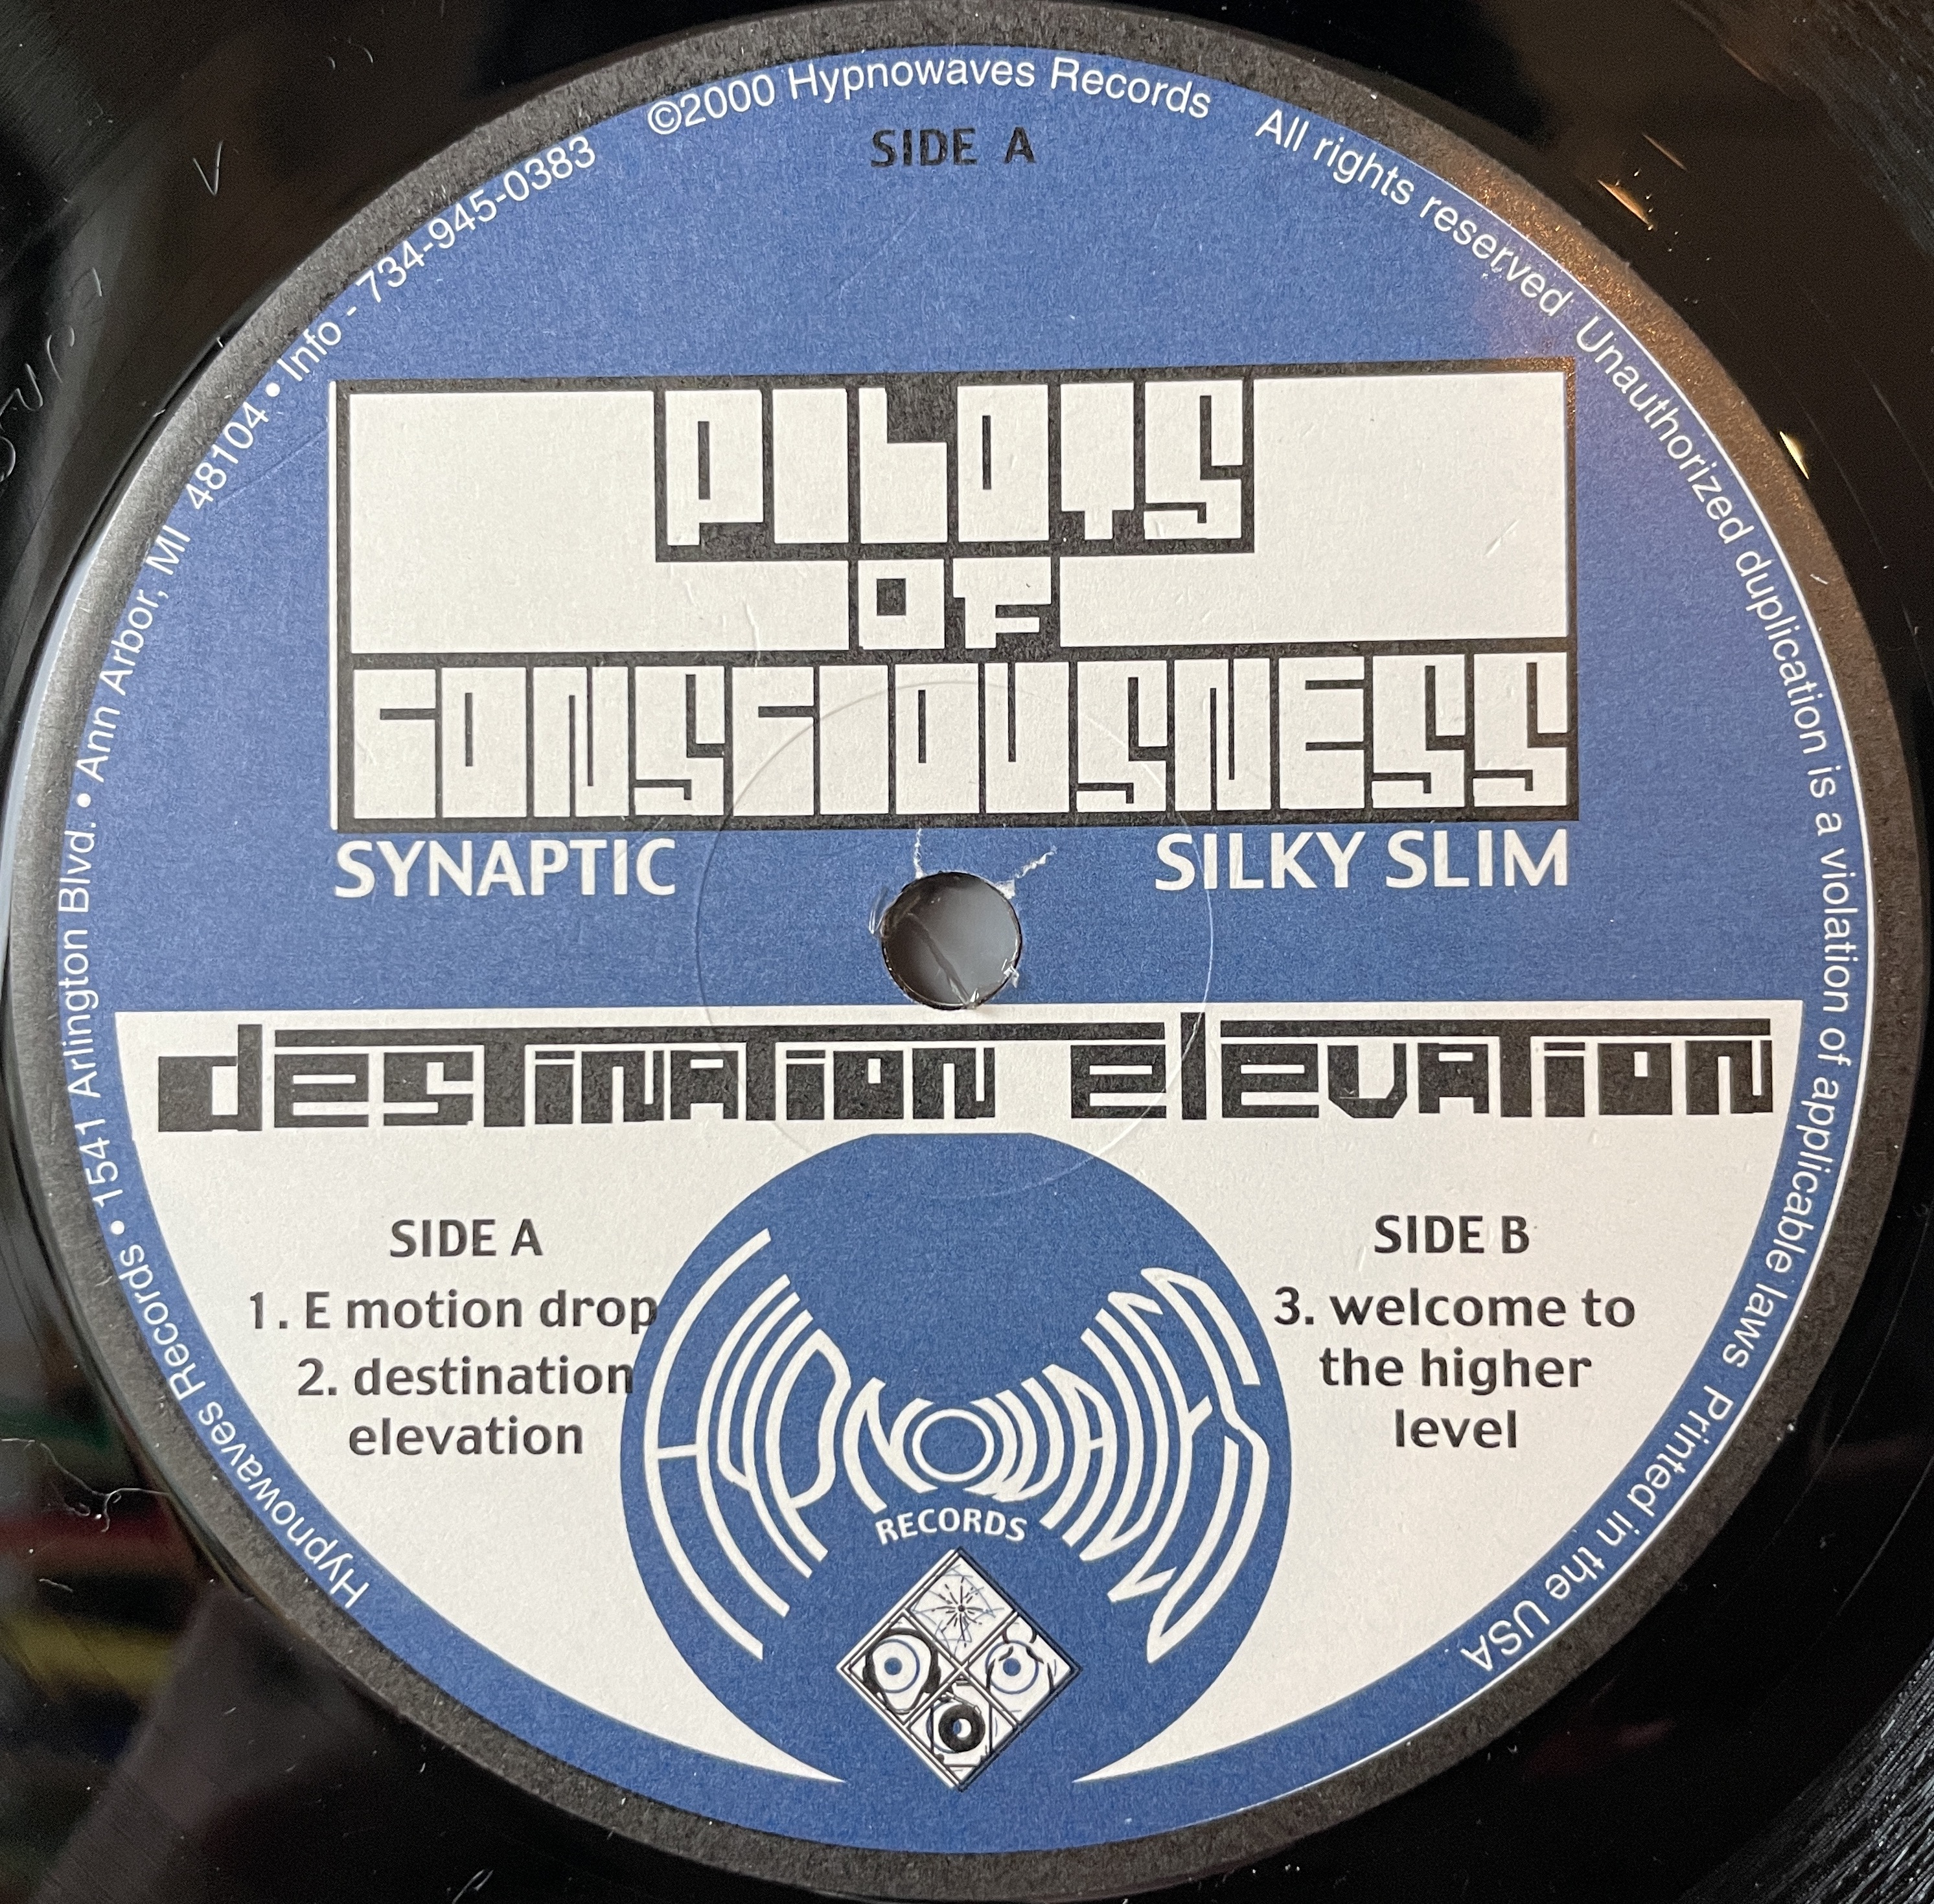 Hypnowaves Records • 1541 Arlington Blvd. • Ann Arbor, MI 48104 • Info - 734-945-0383 ©2000 Hypnowaves Records All rights reserved Unauthorized duplication is a violation of applicable laws Printed in the USA
SIDE A
PILOTS
OF
CONSCIOUSNESS
SYNAPTIC SILKY SLIM
destination elevation
SIDE A
1. E motion drop
2. destination
elevation
SIDE B
3. welcome to
the higher
level
HYPNOWAVES
RECORDS